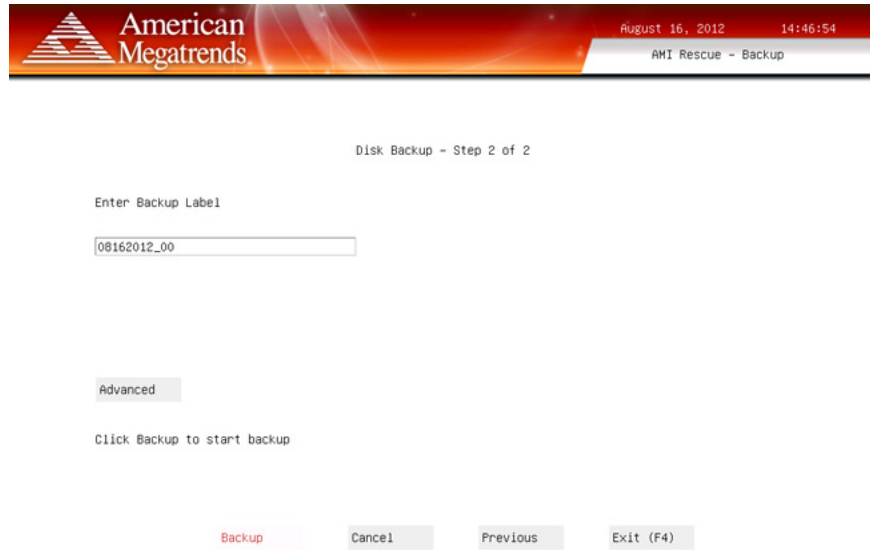 American
Megatrends
August 16, 2012 14:46:54
AMI Rescue - Backup
Disk Backup - Step 2 of 2
Enter Backup Label
08162012_00
Advanced
Click Backup to start backup
Backup Cancel Previous Exit (F4)